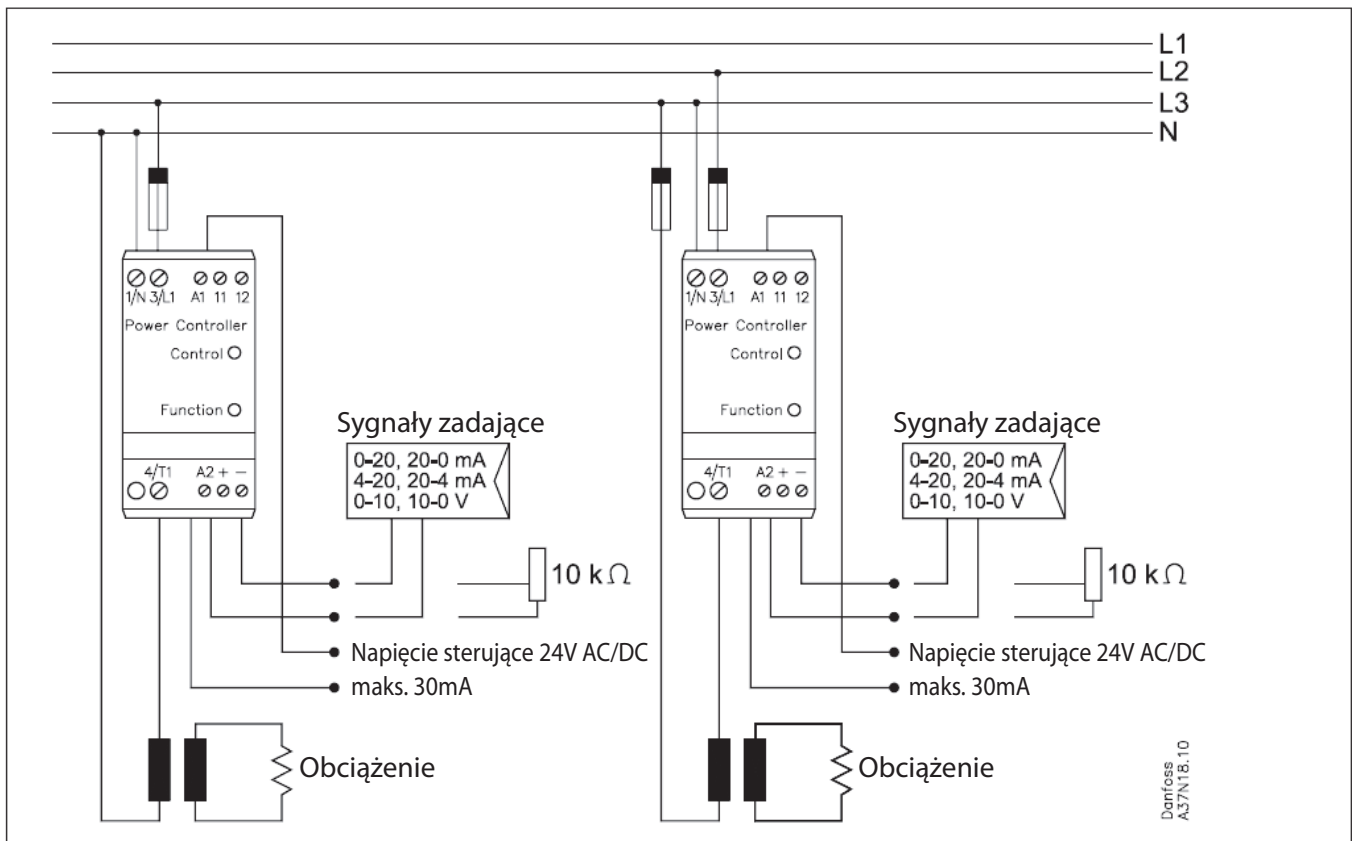 L1
L2
L3
N
1/N 3/L1 A1 11 12
Power Controller
Control
Function
4/T1 A2 + −
Sygnały zadające
0-20, 20-0 mA
4-20, 20-4 mA
0-10, 10-0 V
10 kΩ
Napięcie sterujące 24V AC/DC
maks. 30mA
Obciążenie
1/N 3/L1 A1 11 12
Power Controller
Control
Function
4/T1 A2 + −
Sygnały zadające
0-20, 20-0 mA
4-20, 20-4 mA
0-10, 10-0 V
10 kΩ
Napięcie sterujące 24V AC/DC
maks. 30mA
Obciążenie
Danfoss
A37N18.10